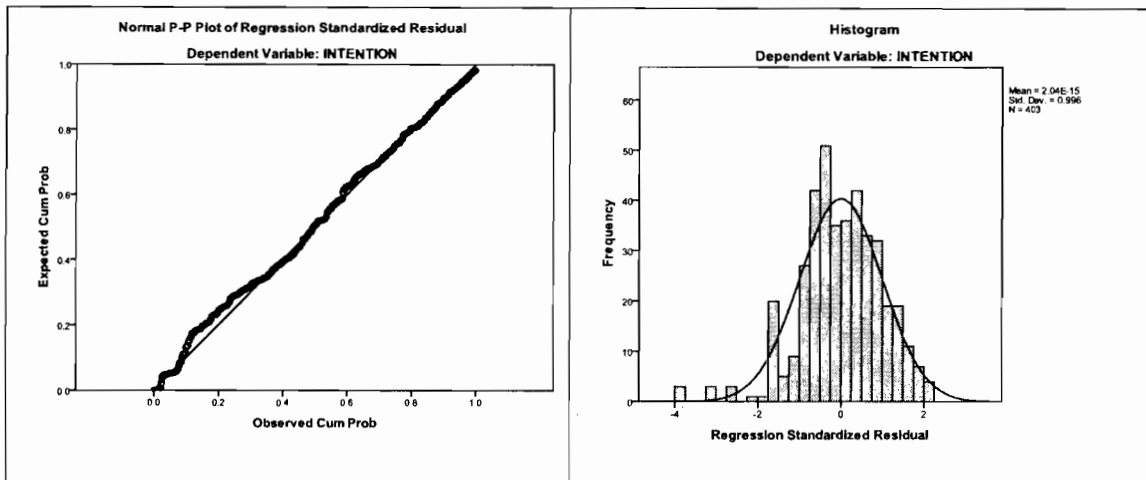 Normal P-P Plot of Regression Standardized Residual
Dependent Variable: INTENTION
1.0
0.8
0.6
0.4
0.2
0.0
Expected Cum Prob
0.0 0.2 0.4 0.6 0.8 1.0
Observed Cum Prob
Histogram
Dependent Variable: INTENTION
Mean = 2.04E-15
Std. Dev. = 0.996
N = 403
60
50
40
30
20
10
0
Frequency
-4 -2 0 2
Regression Standardized Residual